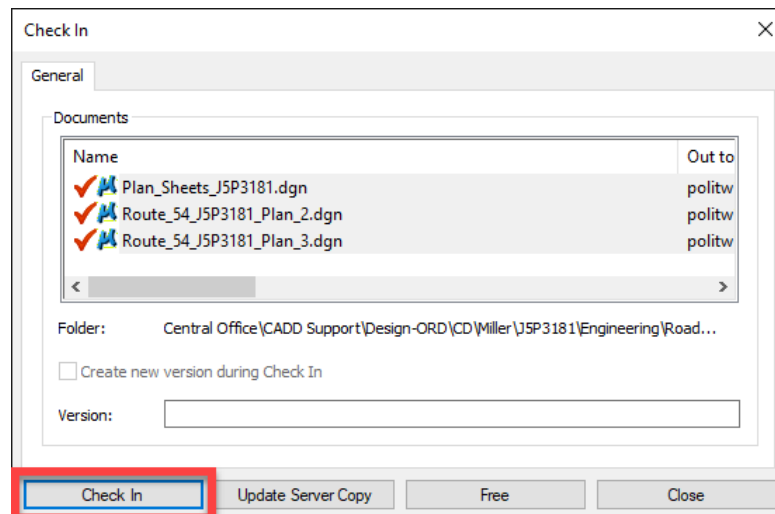 Check In
General
Documents
Name Out to
Plan_Sheets_J5P3181.dgn politw
Route_54_J5P3181_Plan_2.dgn politw
Route_54_J5P3181_Plan_3.dgn politw
Folder: Central Office\CADD Support\Design-ORD\CD\Miller\J5P3181\Engineering\Road...
Create new version during Check In
Version:
Check In Update Server Copy Free Close